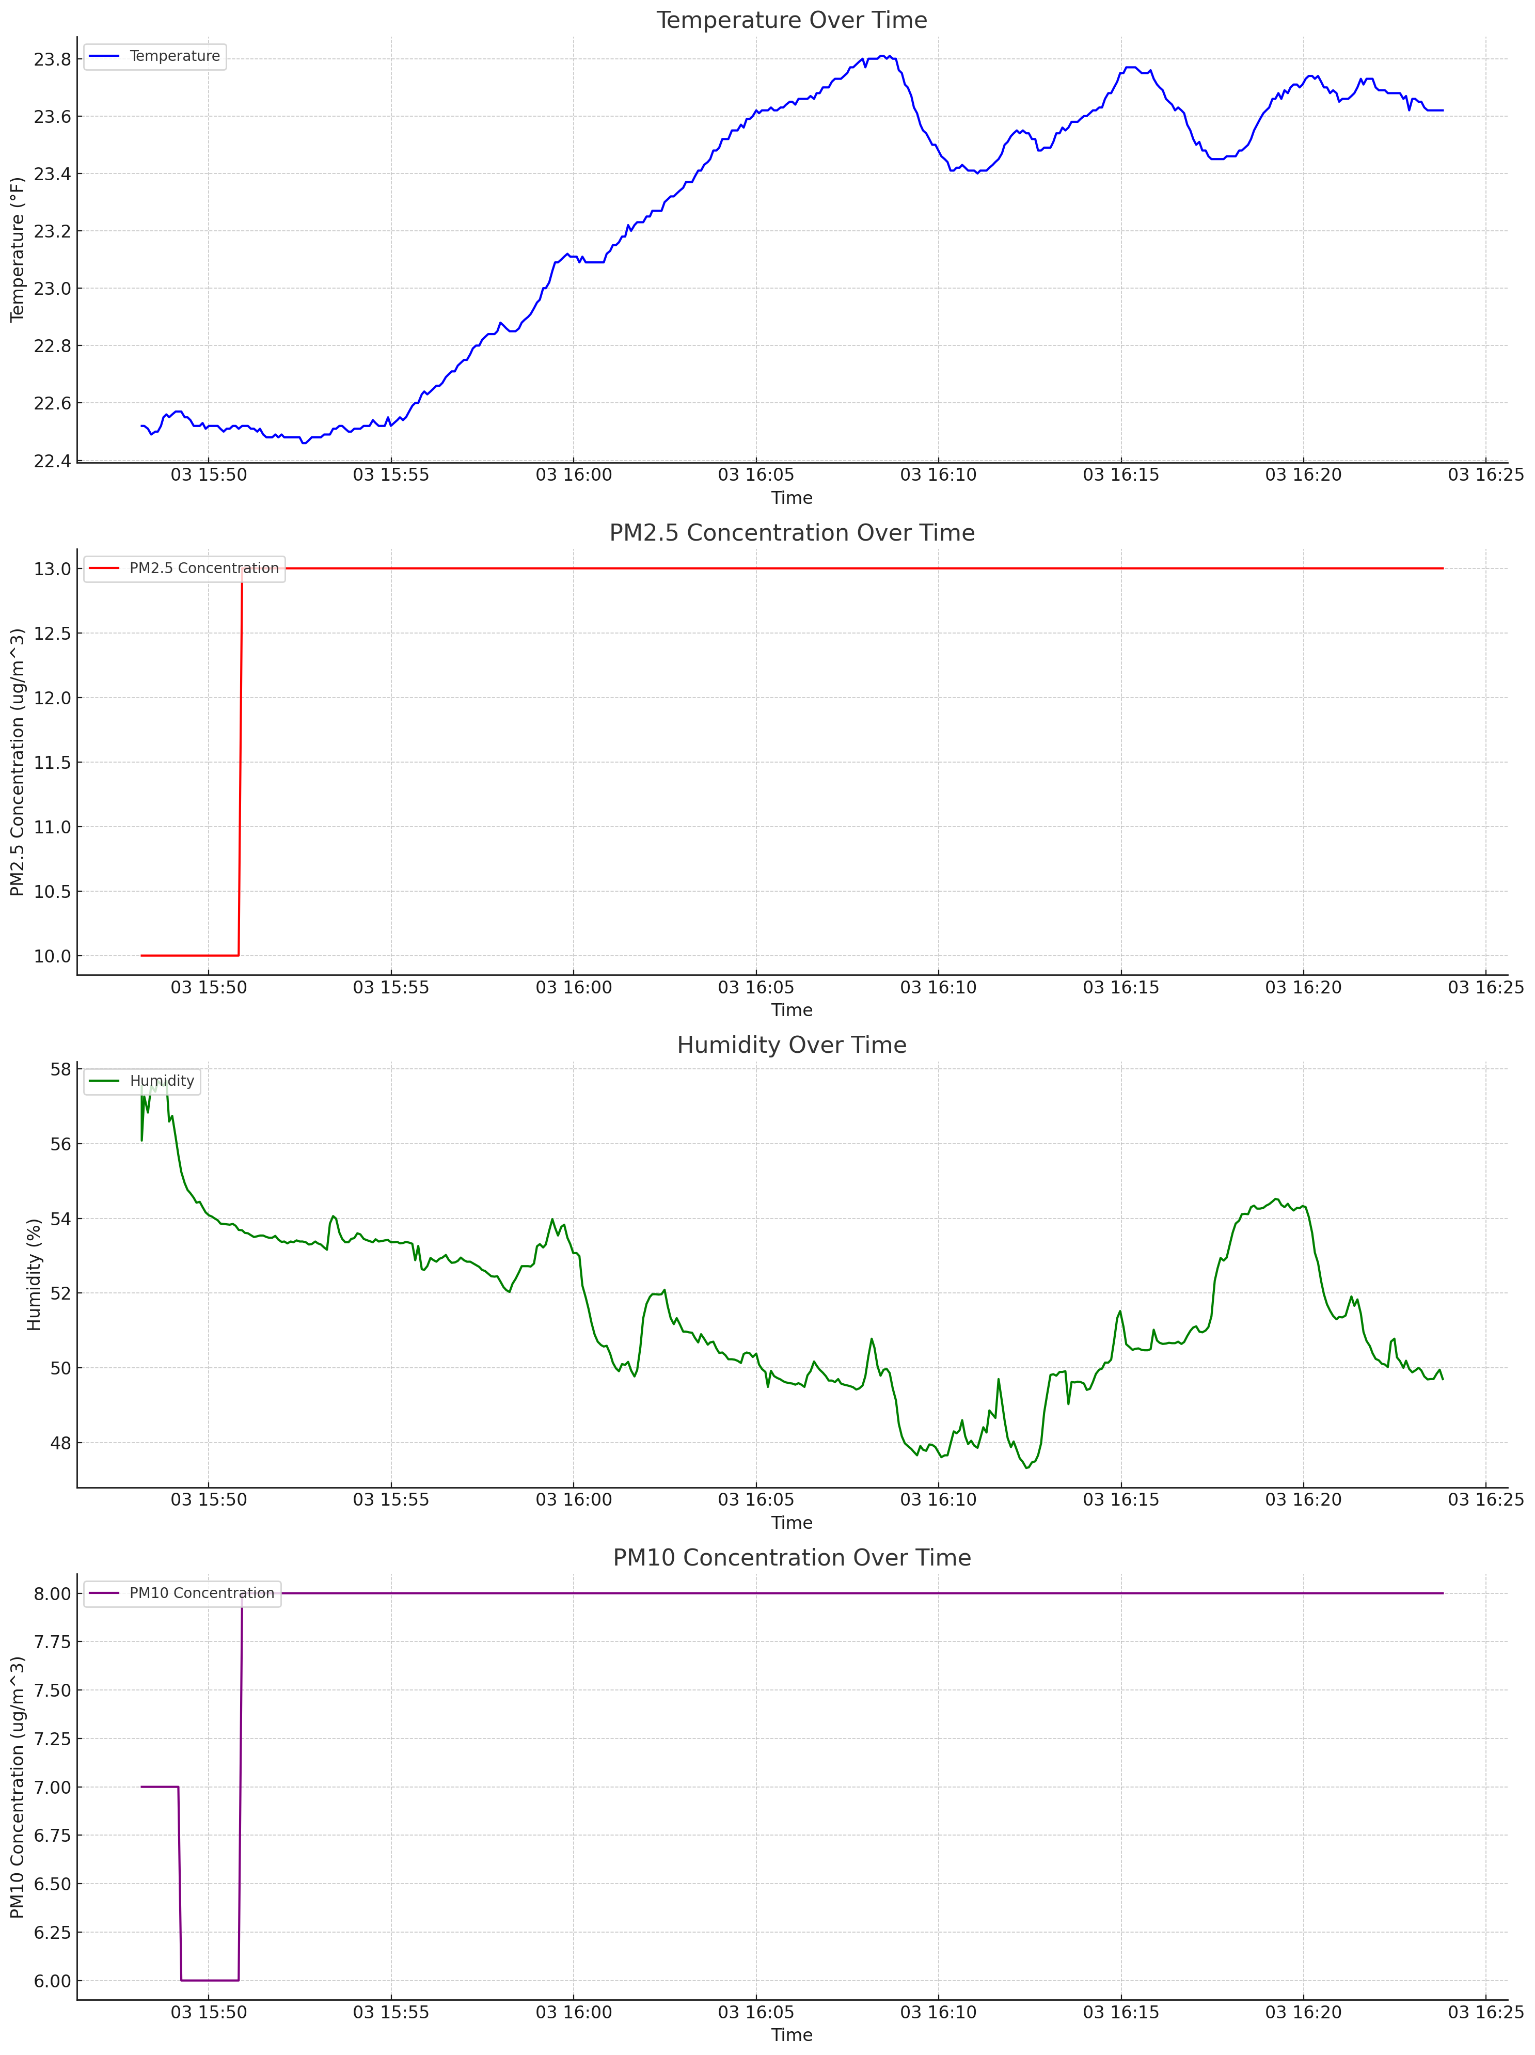 Temperature Over Time
Temperature
23.8
23.6
23.4
23.2
23.0
22.8
22.6
22.4
Temperature (°F)
03 15:50 03 15:55 03 16:00 03 16:05 03 16:10 03 16:15 03 16:20 03 16:25
Time
PM2.5 Concentration Over Time
PM2.5 Concentration
13.0
12.5
12.0
11.5
11.0
10.5
10.0
PM2.5 Concentration (ug/m^3)
03 15:50 03 15:55 03 16:00 03 16:05 03 16:10 03 16:15 03 16:20 03 16:25
Time
Humidity Over Time
Humidity
58
56
54
52
50
48
Humidity (%)
03 15:50 03 15:55 03 16:00 03 16:05 03 16:10 03 16:15 03 16:20 03 16:25
Time
PM10 Concentration Over Time
PM10 Concentration
8.00
7.75
7.50
7.25
7.00
6.75
6.50
6.25
6.00
PM10 Concentration (ug/m^3)
03 15:50 03 15:55 03 16:00 03 16:05 03 16:10 03 16:15 03 16:20 03 16:25
Time